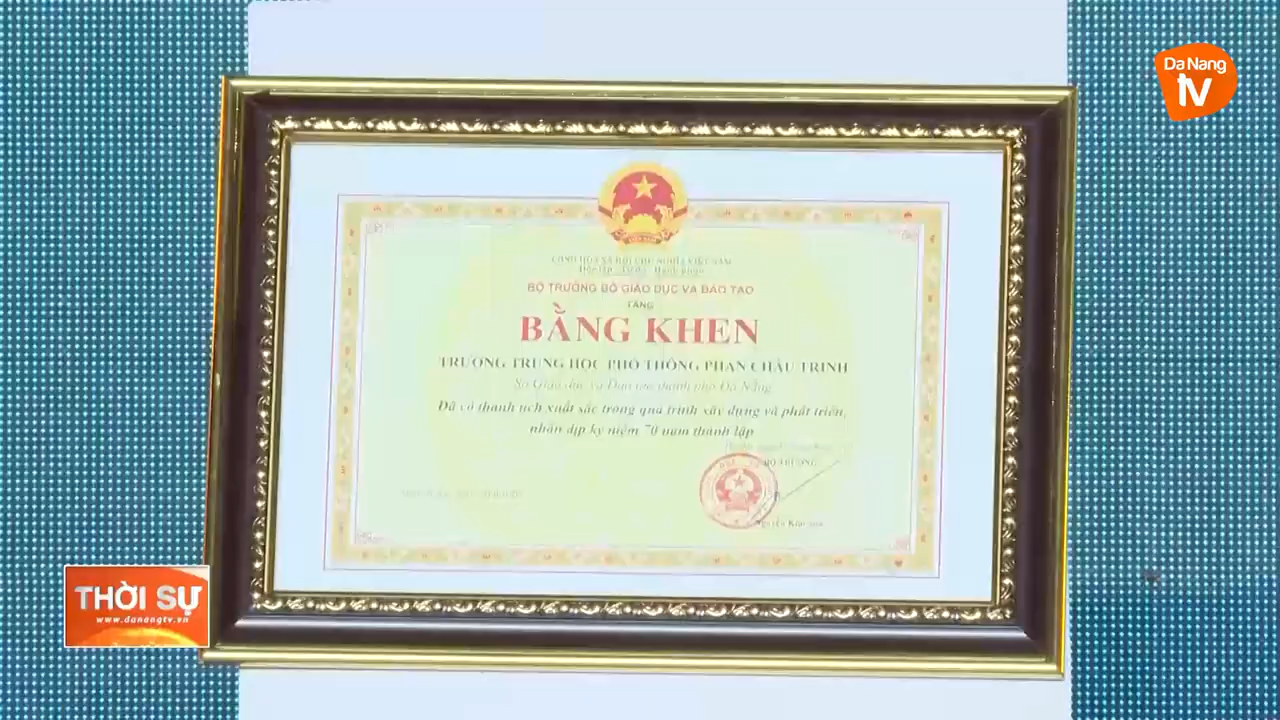 Da Nang
tv
CỘNG HÒA XÃ HỘI CHỦ NGHĨA VIỆT NAM
Độc lập - Tự do - Hạnh phúc
BỘ TRƯỞNG BỘ GIÁO DỤC VÀ ĐÀO TẠO
TẶNG
BẰNG KHEN
TRƯỜNG TRUNG HỌC PHỔ THÔNG PHAN CHÂU TRINH
Sở Giáo dục và Đào tạo thành phố Đà Nẵng
Đã có thành tích xuất sắc trong quá trình xây dựng và phát triển,
nhân dịp kỷ niệm 70 năm thành lập
BỘ TRƯỞNG
Nguyễn Kim
THỜI SỰ
www.danangtv.vn